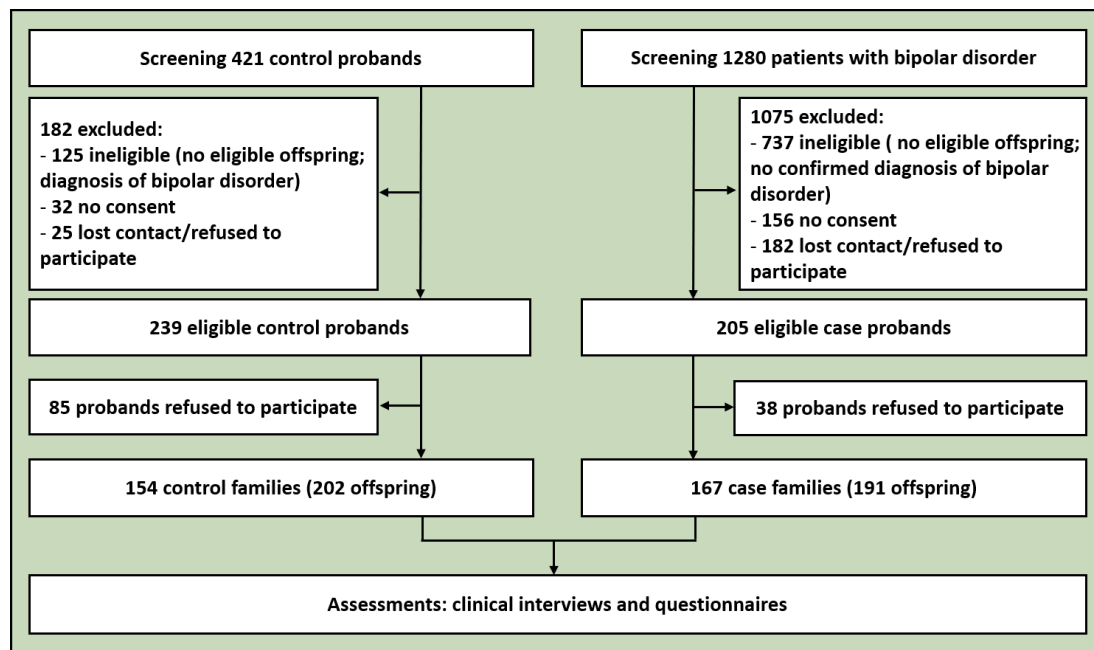 Screening 421 control probands
Screening 1280 patients with bipolar disorder
182 excluded:
- 125 ineligible (no eligible offspring;
diagnosis of bipolar disorder)
- 32 no consent
- 25 lost contact/refused to
participate
1075 excluded:
- 737 ineligible ( no eligible offspring;
no confirmed diagnosis of bipolar
disorder)
- 156 no consent
- 182 lost contact/refused to
participate
239 eligible control probands
205 eligible case probands
85 probands refused to participate
38 probands refused to participate
154 control families (202 offspring)
167 case families (191 offspring)
Assessments: clinical interviews and questionnaires